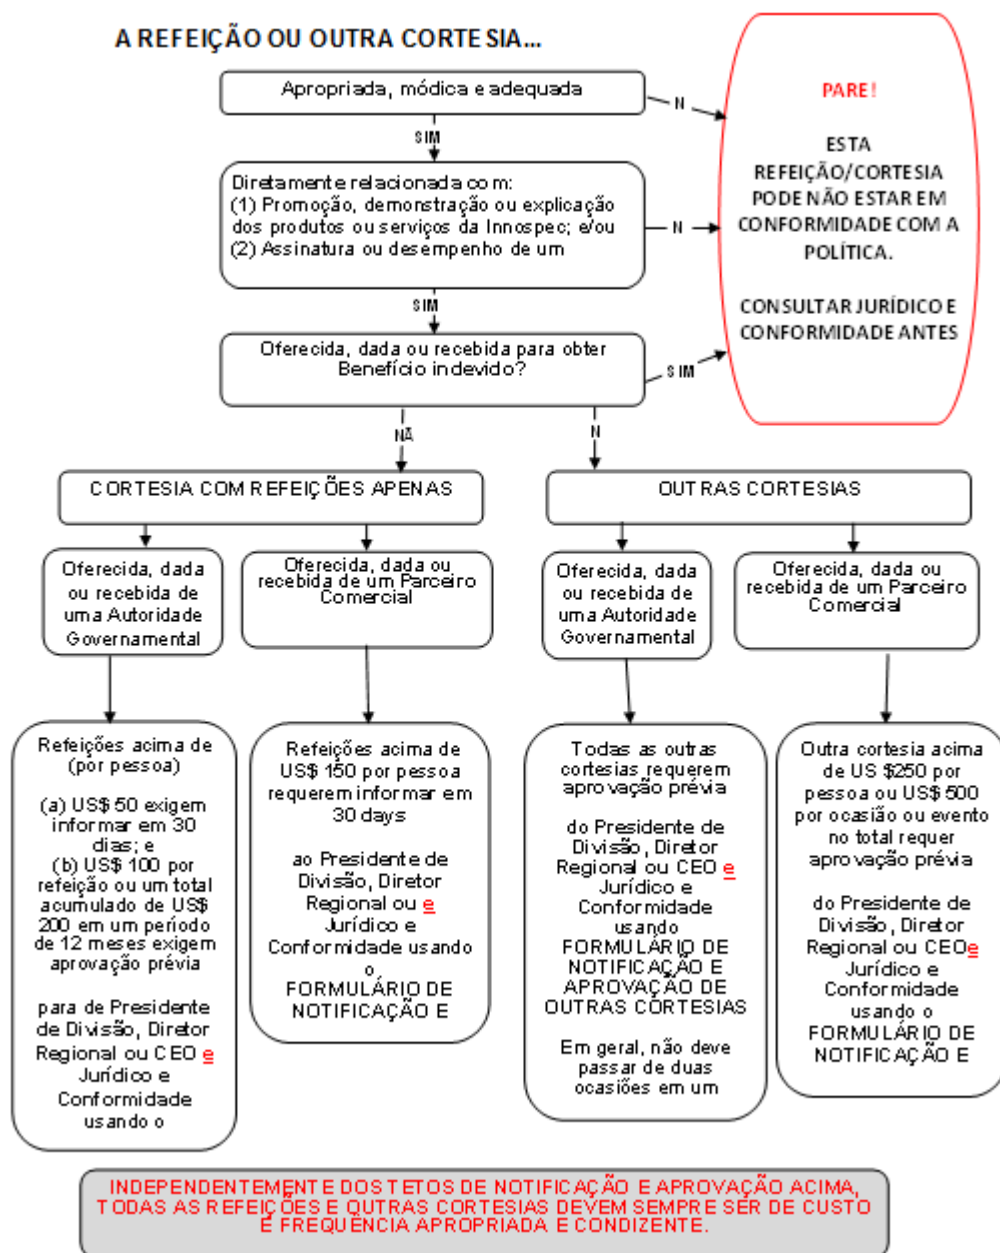 A REFEIÇÃO OU OUTRA CORTESIA...
Apropriada, módica e adequada
N
SIM
PARE!
ESTA
REFEIÇÃO/CORTESIA
PODE NÃO ESTAR EM
CONFORMIDADE COM A
POLÍTICA.
CONSULTAR JURÍDICO E
CONFORMIDADE ANTES
Diretamente relacionada com:
(1) Promoção, demonstração ou explicação
dos produtos ou serviços da Innospec; e/ou
(2) Assinatura ou desempenho de um
N
SIM
Oferecida, dada ou recebida para obter
Benefício indevido?
SIM
NÃ
N
CORTESIA COM REFEIÇÕES APENAS
OUTRAS CORTESIAS
Oferecida, dada
ou recebida de
uma Autoridade
Governamental
Oferecida, dada ou
recebida de um Parceiro
Comercial
Oferecida, dada
ou recebida de
uma Autoridade
Governamental
Oferecida, dada ou
recebida de um Parceiro
Comercial
Refeições acima de
(por pessoa)
(a) US$ 50 exigem
informar em 30
dias; e
(b) US$ 100 por
refeição ou um total
acumulado de US$
200 em um período
de 12 meses exigem
aprovação prévia
para de Presidente
de Divisão, Diretor
Regional ou CEO e
Jurídico e
Conformidade
usando o
Refeições acima de
US$ 150 por pessoa
requerem informar em
30 days
ao Presidente de
Divisão, Diretor
Regional ou e
Jurídico e
Conformidade usando
o
FORMULÁRIO DE
NOTIFICAÇÃO E
Todas as outras
cortesias requerem
aprovação prévia
do Presidente de
Divisão, Diretor
Regional ou CEO e
Jurídico e
Conformidade
usando
FORMULÁRIO DE
NOTIFICAÇÃO E
APROVAÇÃO DE
OUTRAS CORTESIAS
Em geral, não deve
passar de duas
ocasiões em um
Outra cortesia acima
de US $250 por
pessoa ou US$ 500
por ocasião ou evento
no total requer
aprovação prévia
do Presidente de
Divisão, Diretor
Regional ou CEO e
Jurídico e
Conformidade
usando o
FORMULÁRIO DE
NOTIFICAÇÃO E
INDEPENDENTEMENTE DOS TETOS DE NOTIFICAÇÃO E APROVAÇÃO ACIMA,
TODAS AS REFEIÇÕES E OUTRAS CORTESIAS DEVEM SEMPRE SER DE CUSTO
E FREQUÊNCIA APROPRIADA E CONDIZENTE.